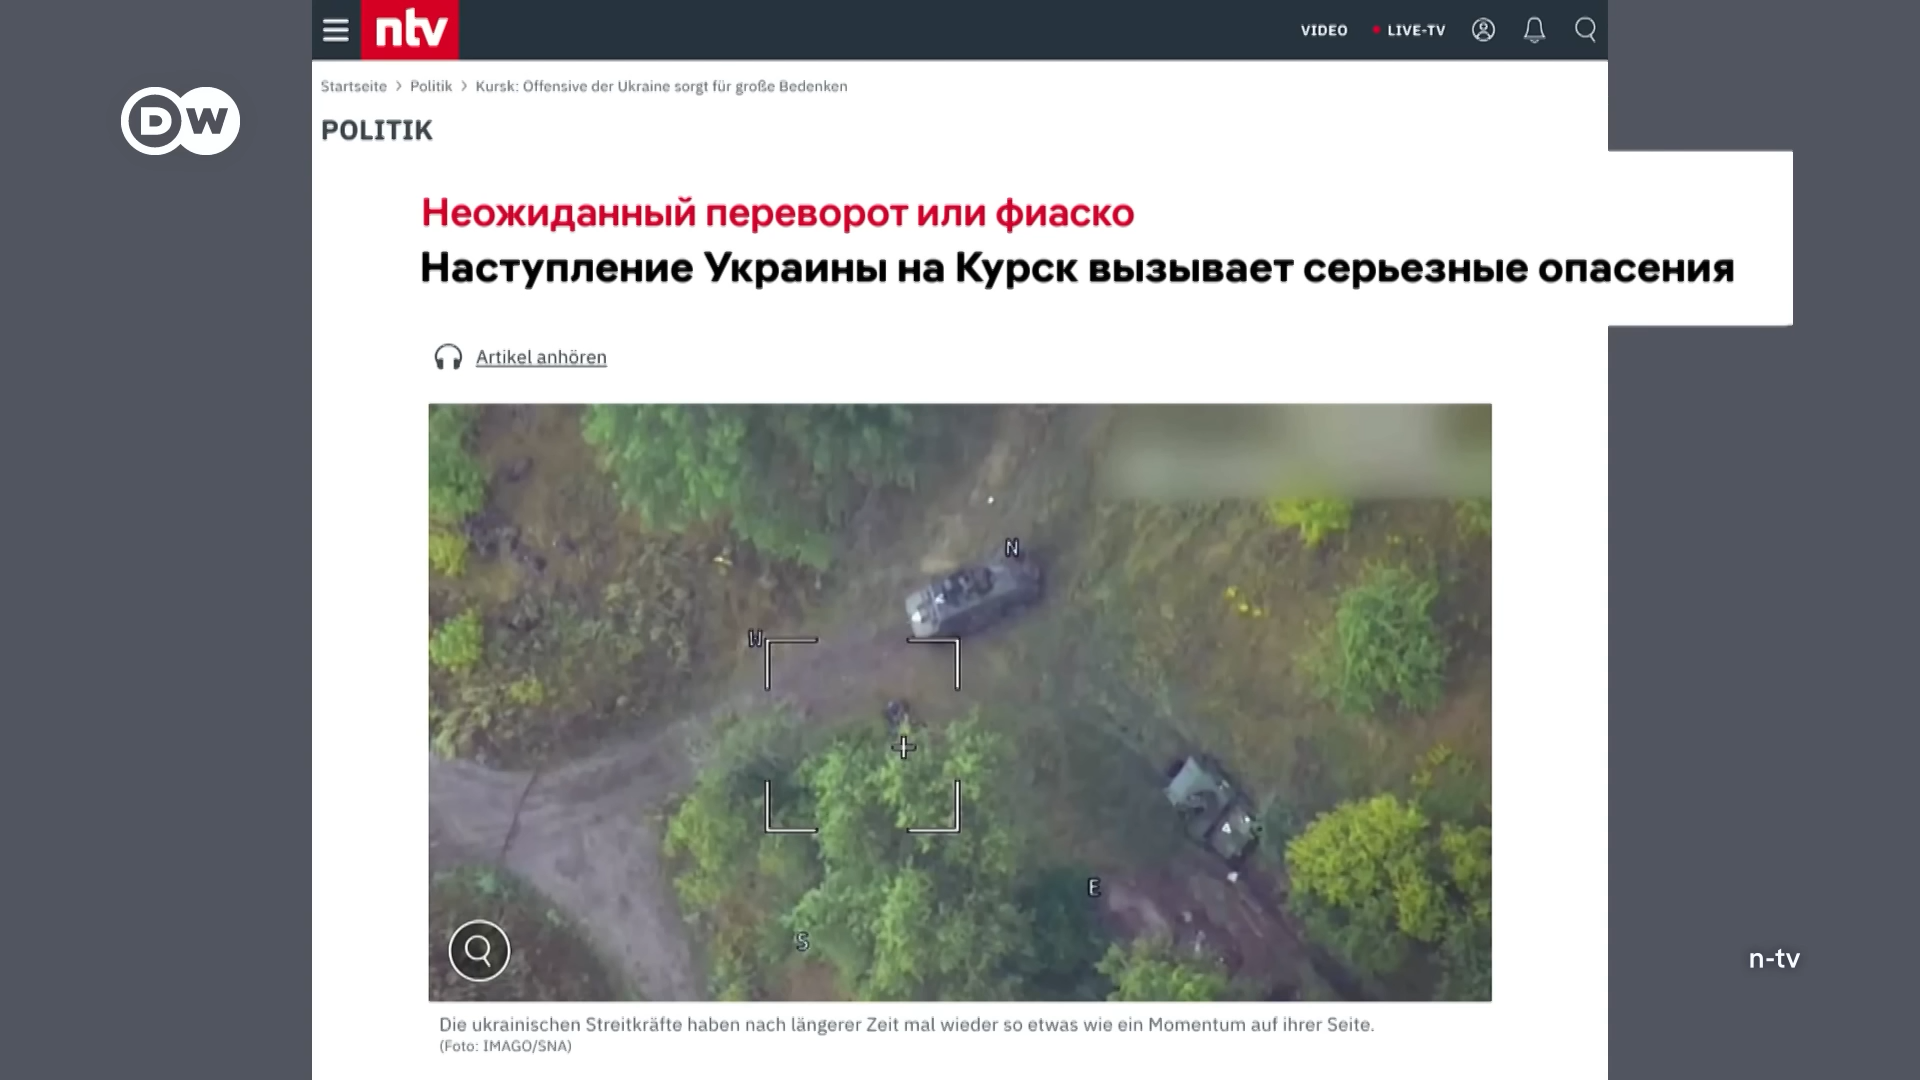 ntv
VIDEO
LIVE-TV
Startseite > Politik > Kursk: Offensive der Ukraine sorgt für große Bedenken
DW
POLITIK
Неожиданный переворот или фиаско
Наступление Украины на Курск вызывает серьезные опасения
Artikel anhören
N
W
E
S
n-tv
Die ukrainischen Streitkräfte haben nach längerer Zeit mal wieder so etwas wie ein Momentum auf ihrer Seite.
(Foto: IMAGO/SNA)